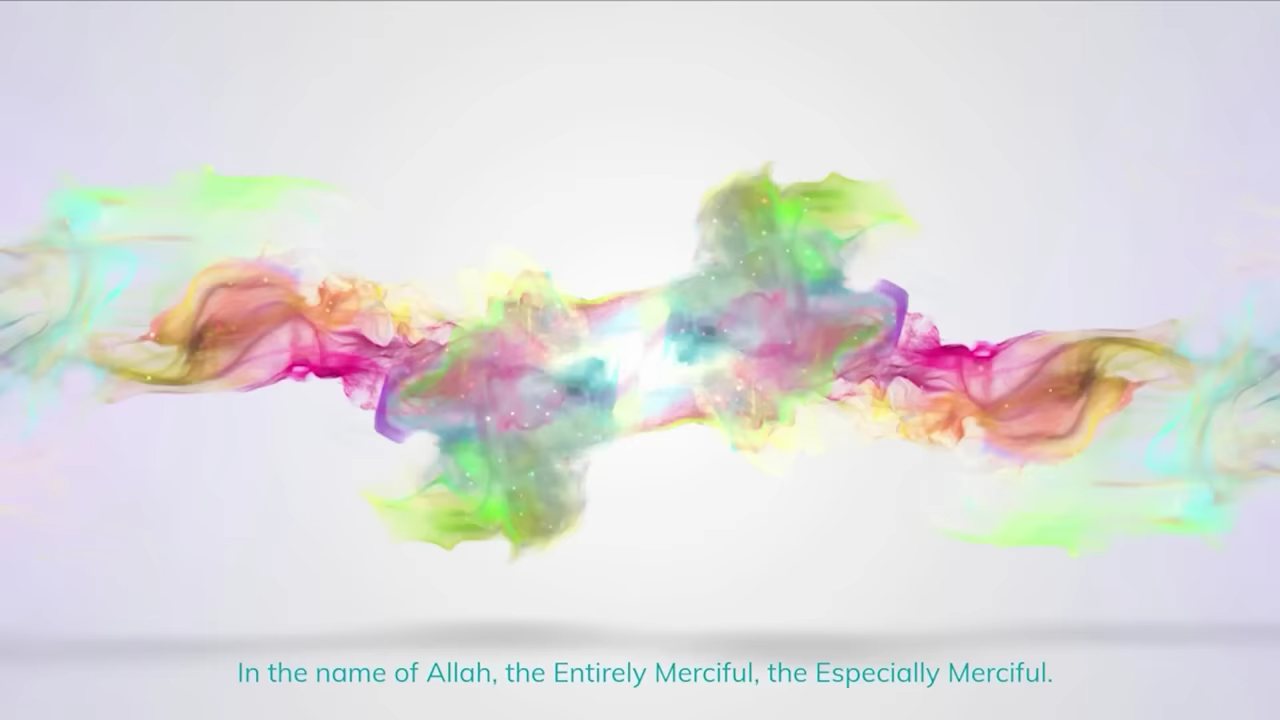 In the name of Allah, the Entirely Merciful, the Especially Merciful.